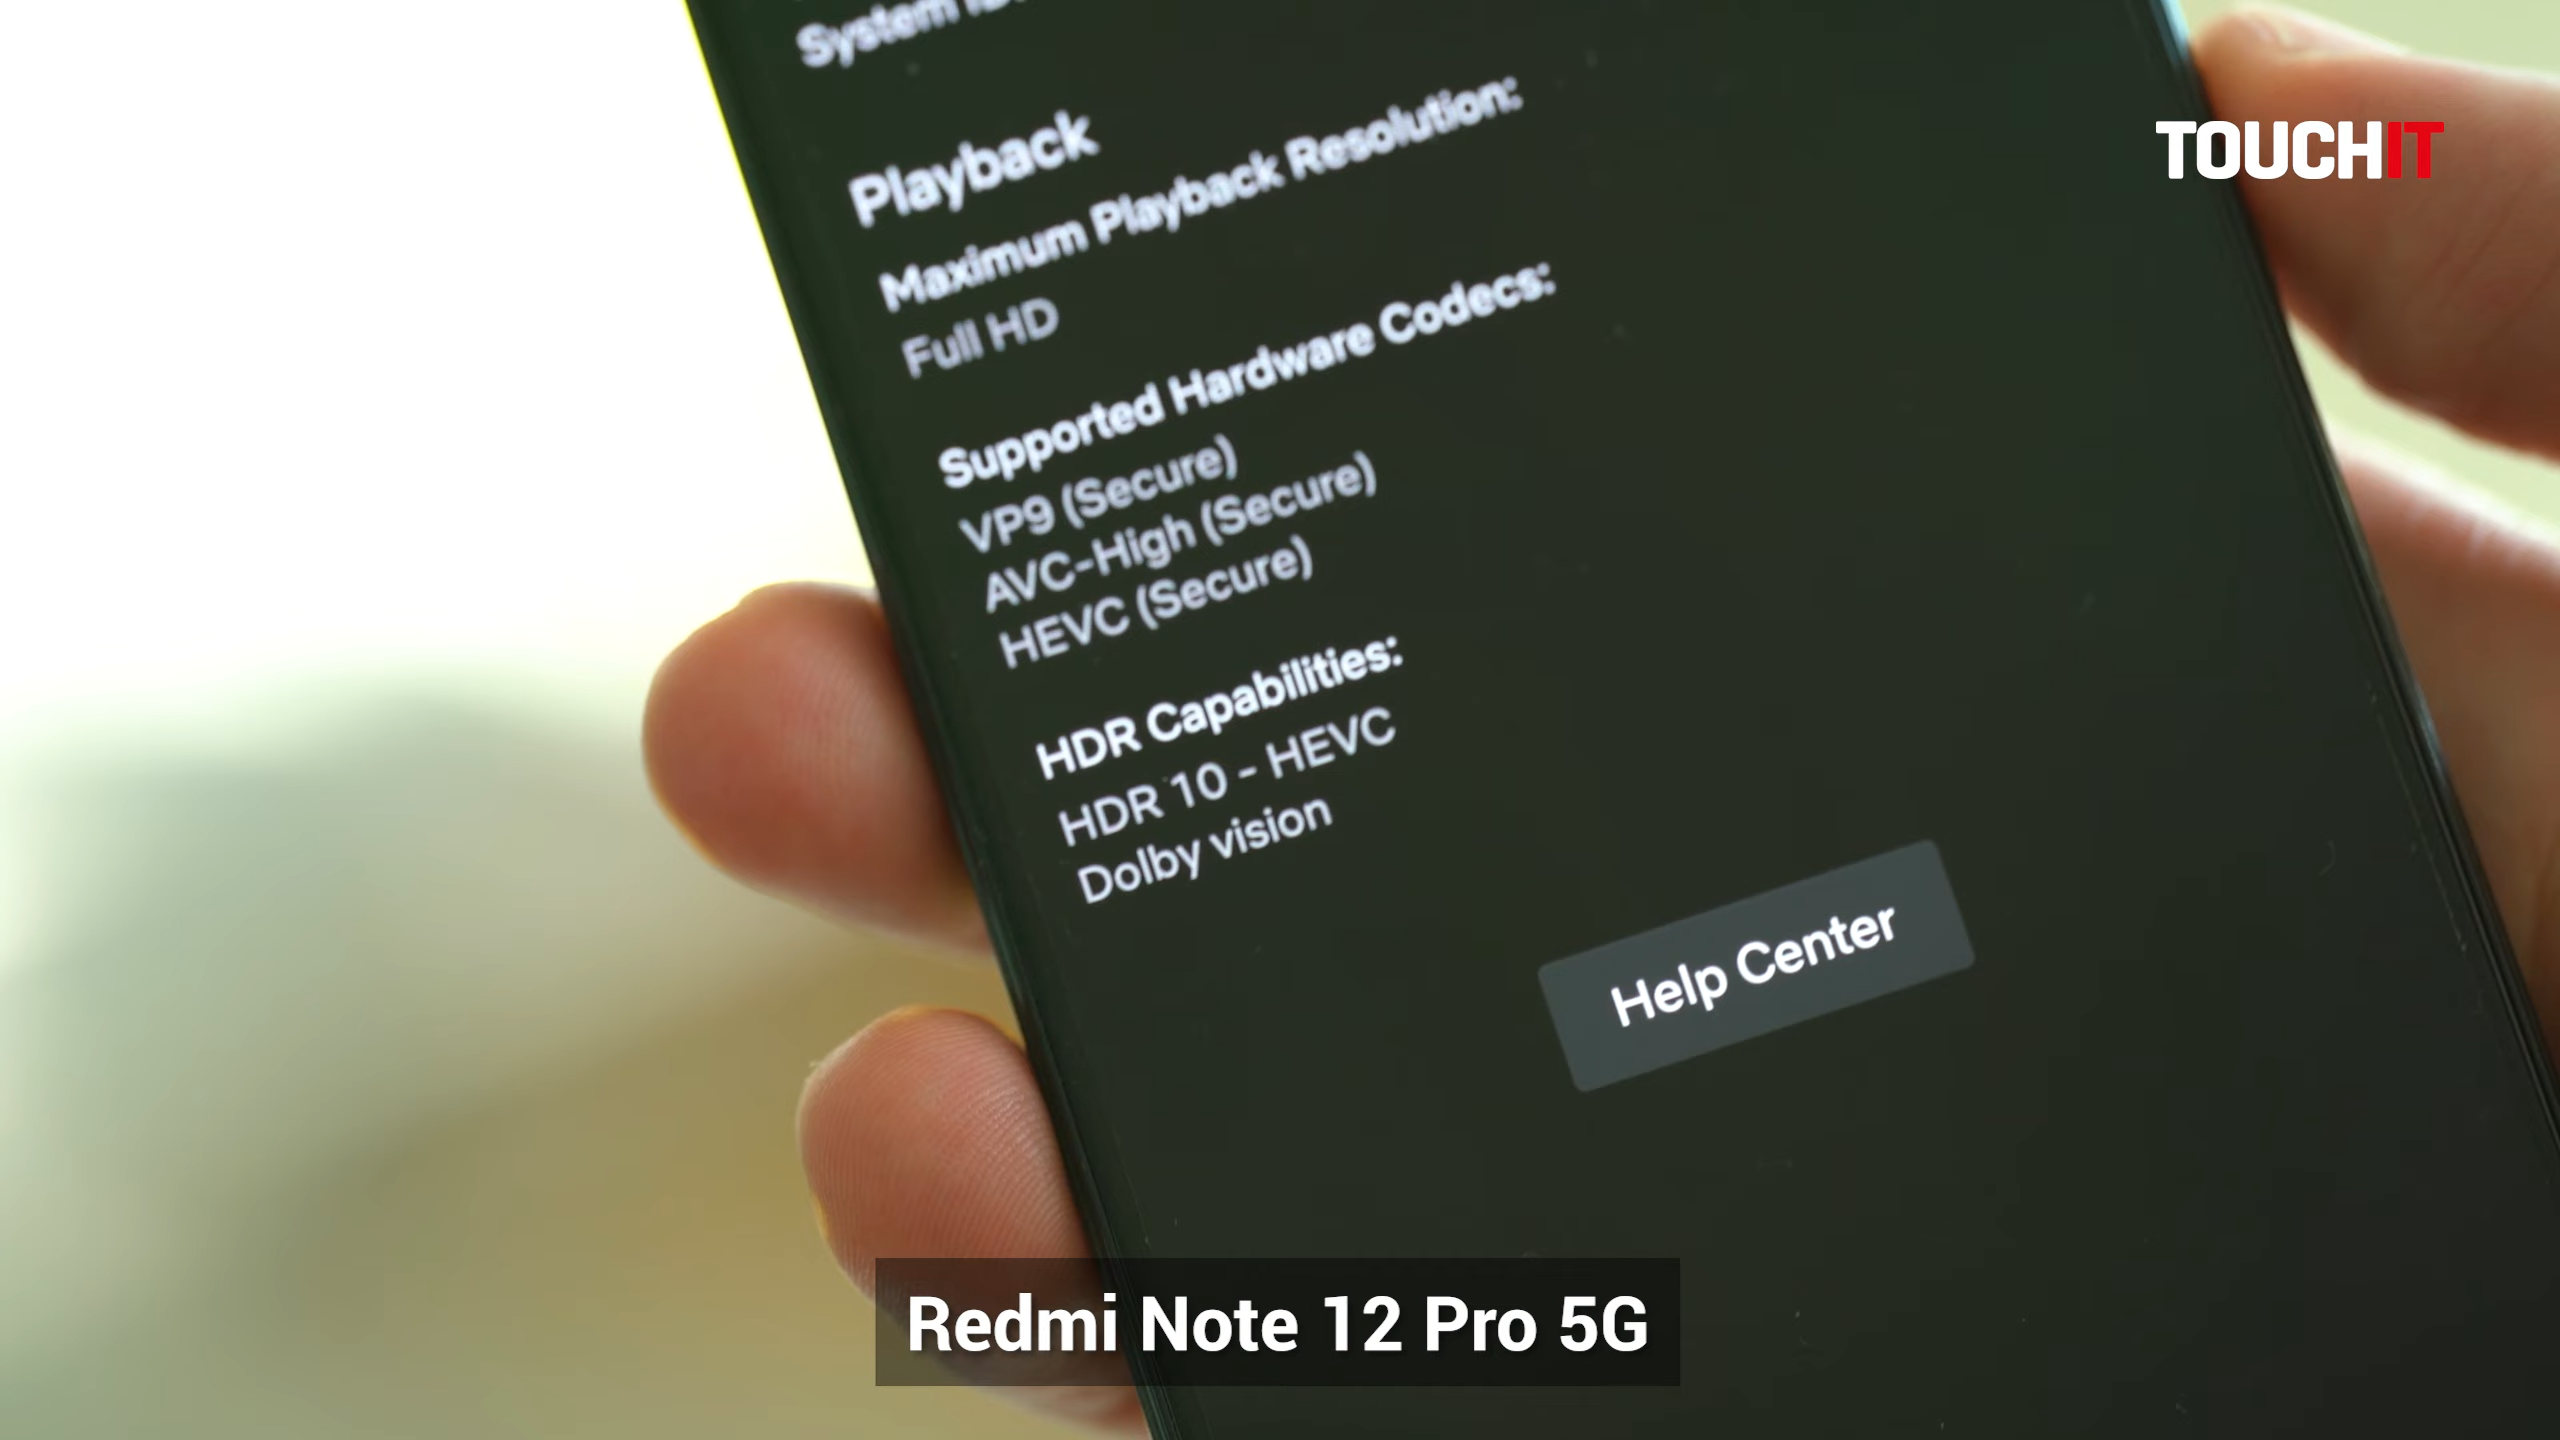 System
TOUCHIT
Playback
Maximum Playback Resolution:
Full HD
Supported Hardware Codecs:
VP9 (Secure)
AVC-High (Secure)
HEVC (Secure)
HDR Capabilities:
HDR 10 - HEVC
Dolby vision
Help Center
Redmi Note 12 Pro 5G